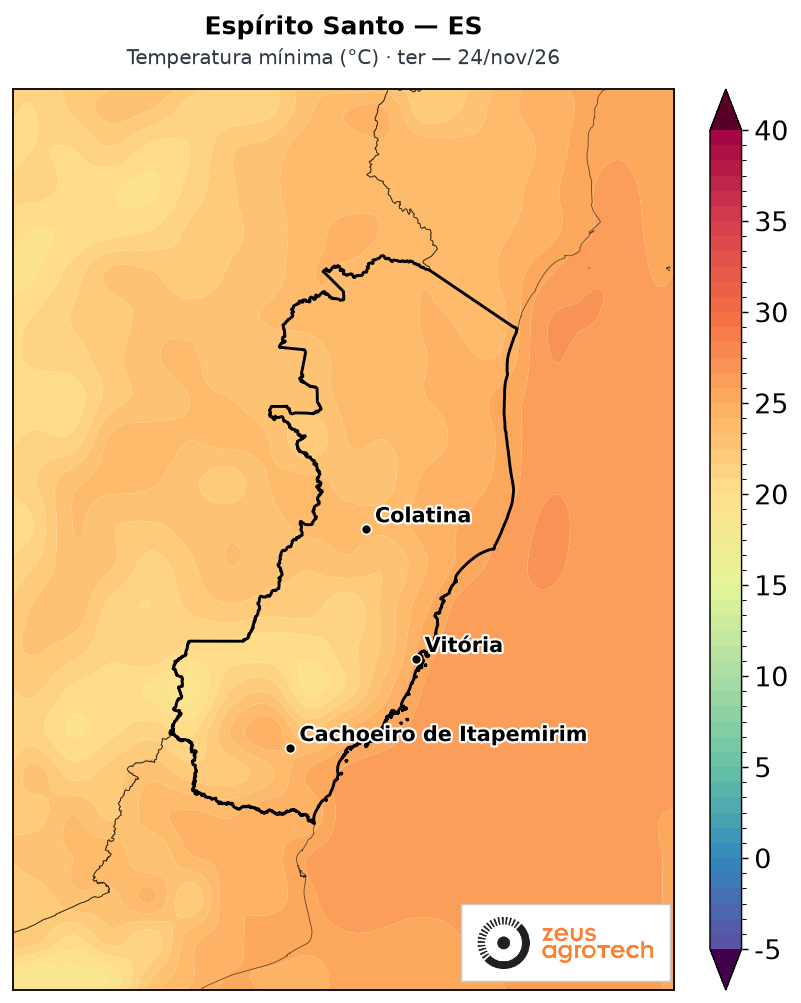 Espírito Santo — ES
Temperatura mínima (°C) · ter — 24/nov/26
40
35
30
25
20
15
10
5
0
-5
Colatina
Vitória
Cachoeiro de Itapemirim
zeus
agrotech